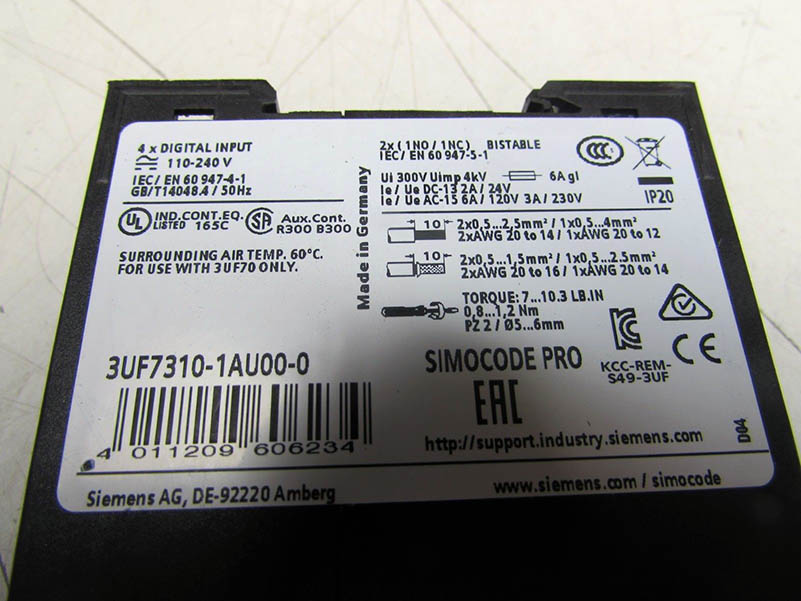 4 x DIGITAL INPUT
110-240 V
IEC / EN 60 947-4-1
GB/T14048.4 / 50Hz
UL IND.CONT.EQ.
LISTED 165C
SA Aux.Cont.
R300 B300
SURROUNDING AIR TEMP. 60°C.
FOR USE WITH 3UF70 ONLY.
Made in Germany
2x ( 1NO / 1NC ) BISTABLE
IEC/ EN 60 947-5-1
Ui 300V Uimp 4kV 6A gl
Ie / Ue DC-13 2A / 24V
Ie / Ue AC-15 6A / 120V 3A / 230V
CCC
IP20
10 2x0,5...2,5mm² / 1x0,5...4mm²
2xAWG 20 to 14 / 1xAWG 20 to 12
10 2x0,5...1,5mm² / 1x0,5...2.5mm²
2xAWG 20 to 16 / 1xAWG 20 to 14
TORQUE: 7...10.3 LB.IN
0,8...1,2 Nm
PZ 2 / Ø5...6mm
3UF7310-1AU00-0
SIMOCODE PRO
KCC-REM-
S49-3UF
CE
EAC
4 011209 606234
http://support.industry.siemens.com
D04
Siemens AG, DE-92220 Amberg
www.siemens.com / simocode